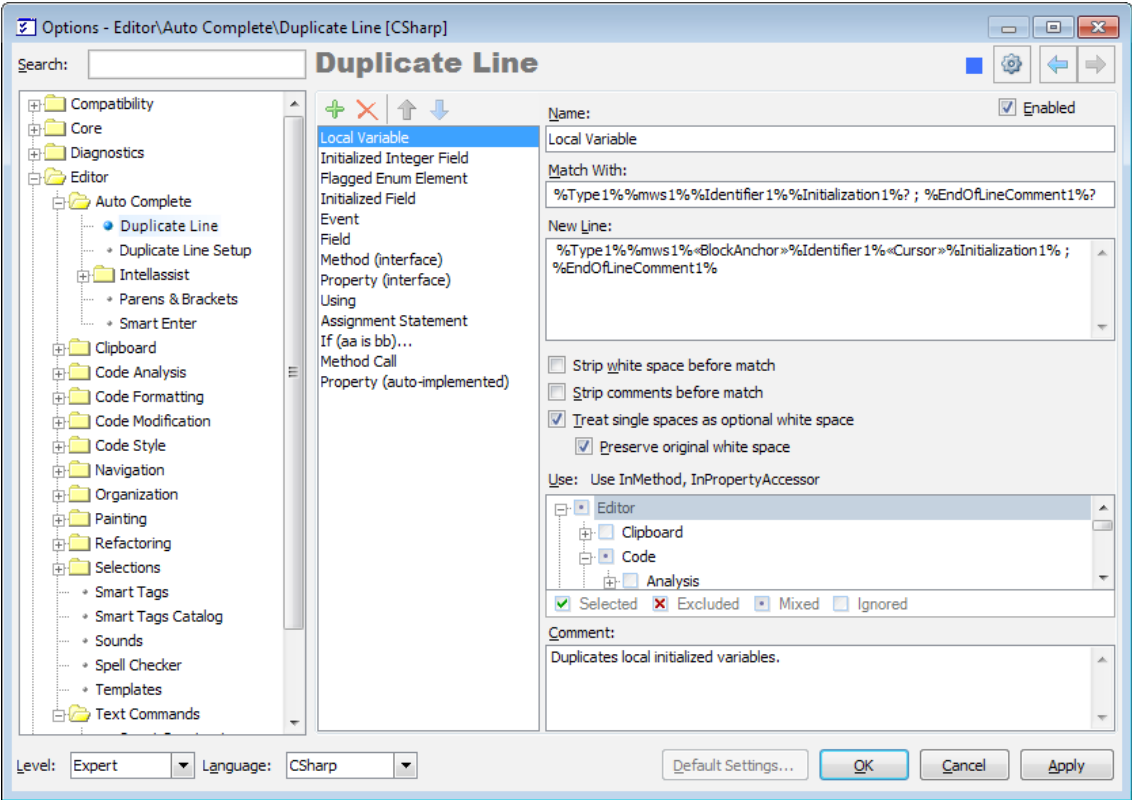 Options - Editor\Auto Complete\Duplicate Line [CSharp]
Search:
Duplicate Line
Compatibility
Core
Diagnostics
Editor
Auto Complete
Duplicate Line
Duplicate Line Setup
Intellassist
Parens & Brackets
Smart Enter
Clipboard
Code Analysis
Code Formatting
Code Modification
Code Style
Navigation
Organization
Painting
Refactoring
Selections
Smart Tags
Smart Tags Catalog
Sounds
Spell Checker
Templates
Text Commands
Local Variable
Initialized Integer Field
Flagged Enum Element
Initialized Field
Event
Field
Method (interface)
Property (interface)
Using
Assignment Statement
If (aa is bb)...
Method Call
Property (auto-implemented)
Name:
Enabled
Local Variable
Match With:
%Type1%%mws1%%Identifier1%%Initialization1%? ; %EndOfLineComment1%?
New Line:
%Type1%%mws1%«BlockAnchor»%Identifier1%«Cursor»%Initialization1% ;
%EndOfLineComment1%
Strip white space before match
Strip comments before match
Treat single spaces as optional white space
Preserve original white space
Use: Use InMethod, InPropertyAccessor
Editor
Clipboard
Code
Analysis
Selected Excluded Mixed Ignored
Comment:
Duplicates local initialized variables.
Level: Expert Language: CSharp
Default Settings... OK Cancel Apply